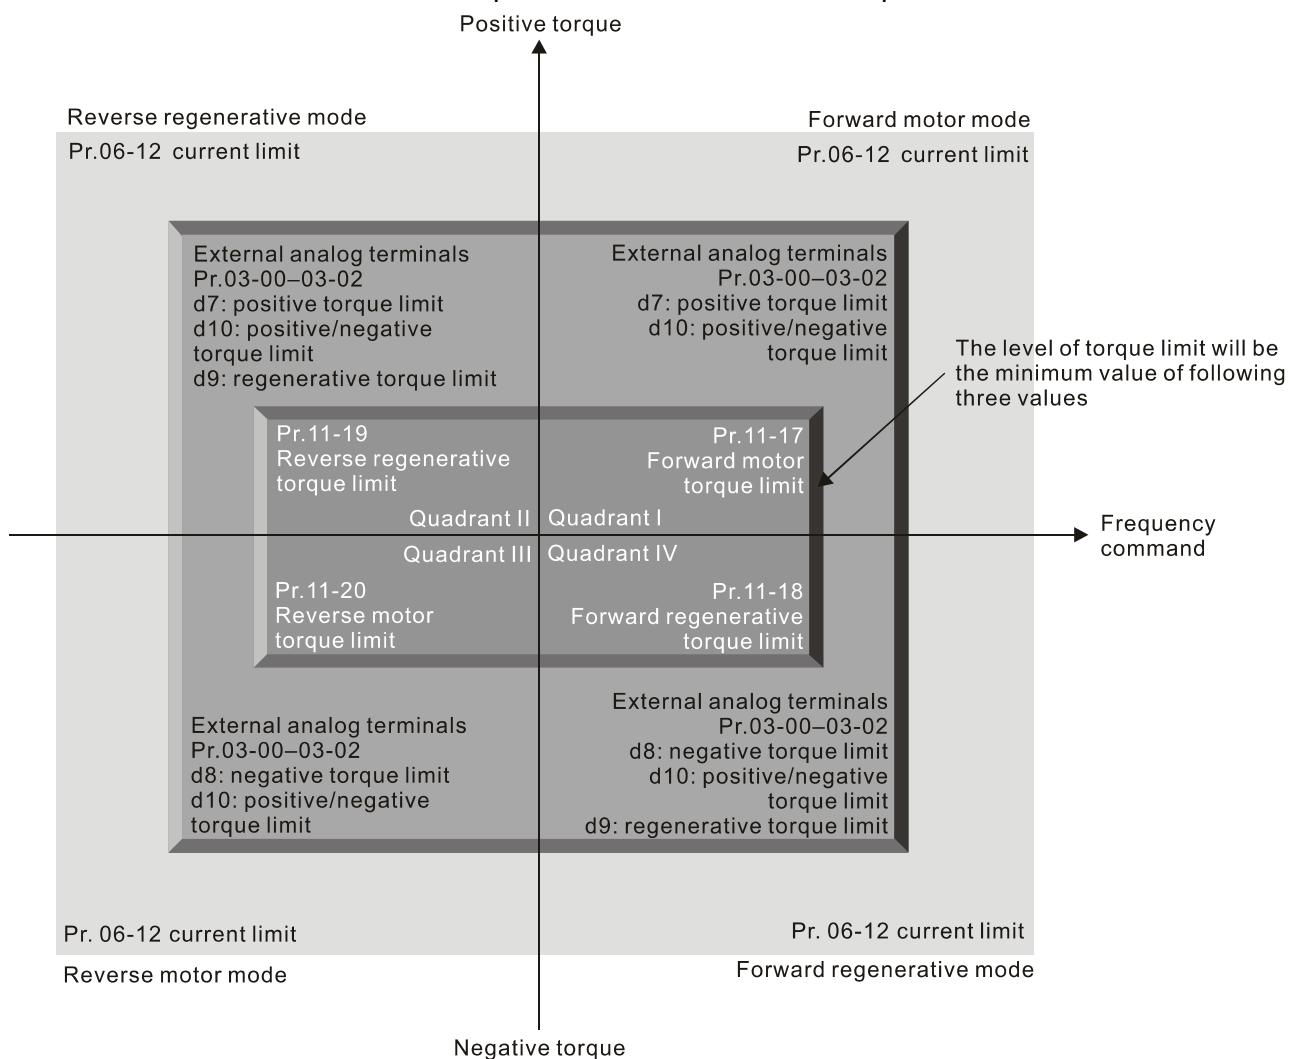 Positive torque
Reverse regenerative mode
Forward motor mode
Pr.06-12 current limit
Pr.06-12 current limit
External analog terminals
Pr.03-00–03-02
d7: positive torque limit
d10: positive/negative
torque limit
d9: regenerative torque limit
External analog terminals
Pr.03-00–03-02
d7: positive torque limit
d10: positive/negative
torque limit
The level of torque limit will be
the minimum value of following
three values
Pr.11-19
Reverse regenerative
torque limit
Pr.11-17
Forward motor
torque limit
Quadrant II
Quadrant I
Frequency
command
Quadrant III
Quadrant IV
Pr.11-20
Reverse motor
torque limit
Pr.11-18
Forward regenerative
torque limit
External analog terminals
Pr.03-00–03-02
d8: negative torque limit
d10: positive/negative
torque limit
External analog terminals
Pr.03-00–03-02
d8: negative torque limit
d10: positive/negative
torque limit
d9: regenerative torque limit
Pr. 06-12 current limit
Pr. 06-12 current limit
Reverse motor mode
Forward regenerative mode
Negative torque